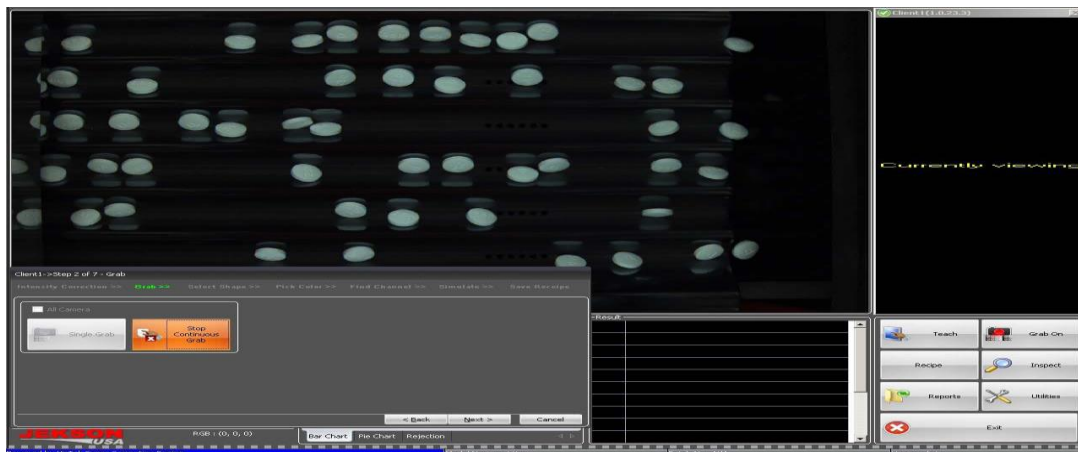 Client1(1.0.23.3)
Currently viewing
Client1->Step 2 of 7 - Grab
Intensity Correction >> Grab >> Select Shape >> Pick Color >> Find Channel >> Simulate >> Save Receipe
All Camera
Single Grab
Stop
Continuous
Grab
< Back
Next >
Cancel
Result
Teach
Grab On
Recipe
Inspect
Reports
Utilities
Exit
JEKSON
USA
RGB : (0, 0, 0)
Bar Chart
Pie Chart
Rejection